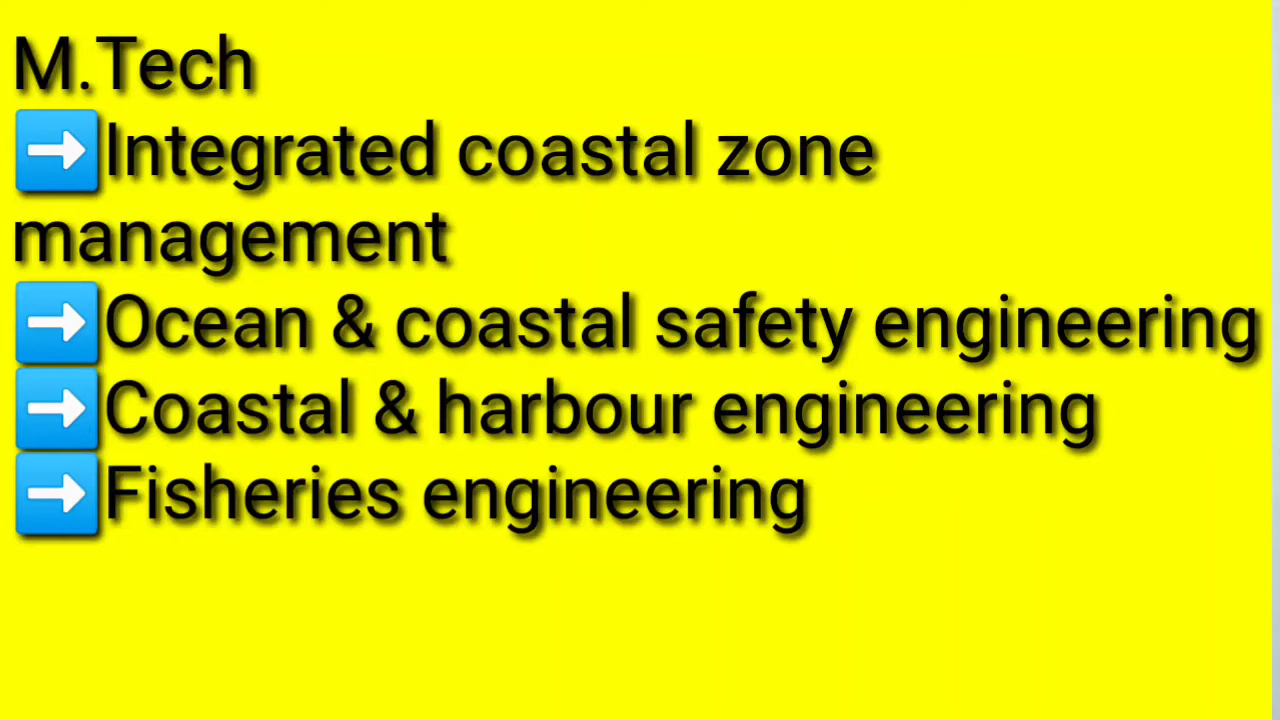 M.Tech
➡️Integrated coastal zone
management
➡️Ocean & coastal safety engineering
➡️Coastal & harbour engineering
➡️Fisheries engineering